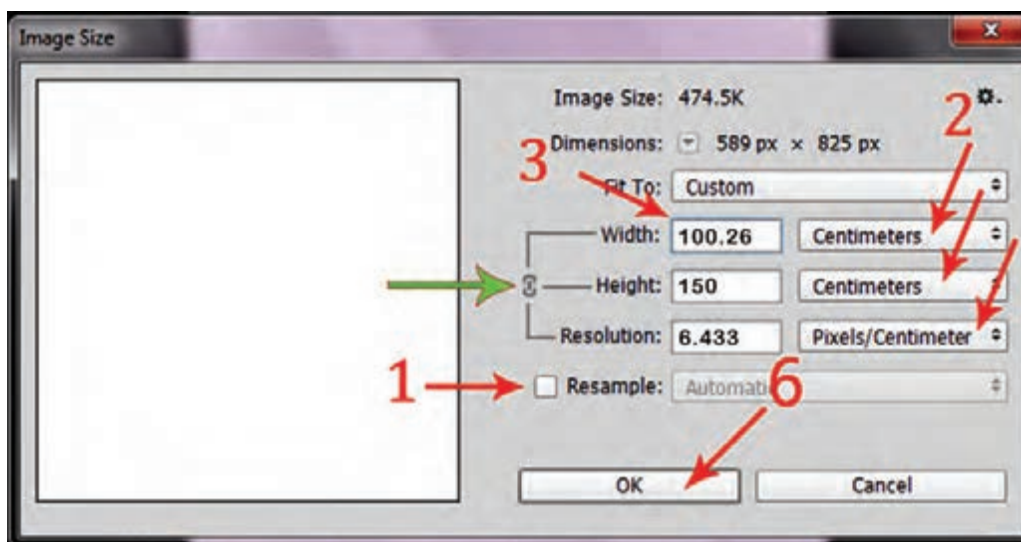 Image Size
Image Size: 474.5K
2
Dimensions: 589 px × 825 px
3
Fit To: Custom
Width: 100.26 Centimeters
Height: 150 Centimeters
Resolution: 6.433 Pixels/Centimeter
1 Resample: Automatic
6
OK Cancel